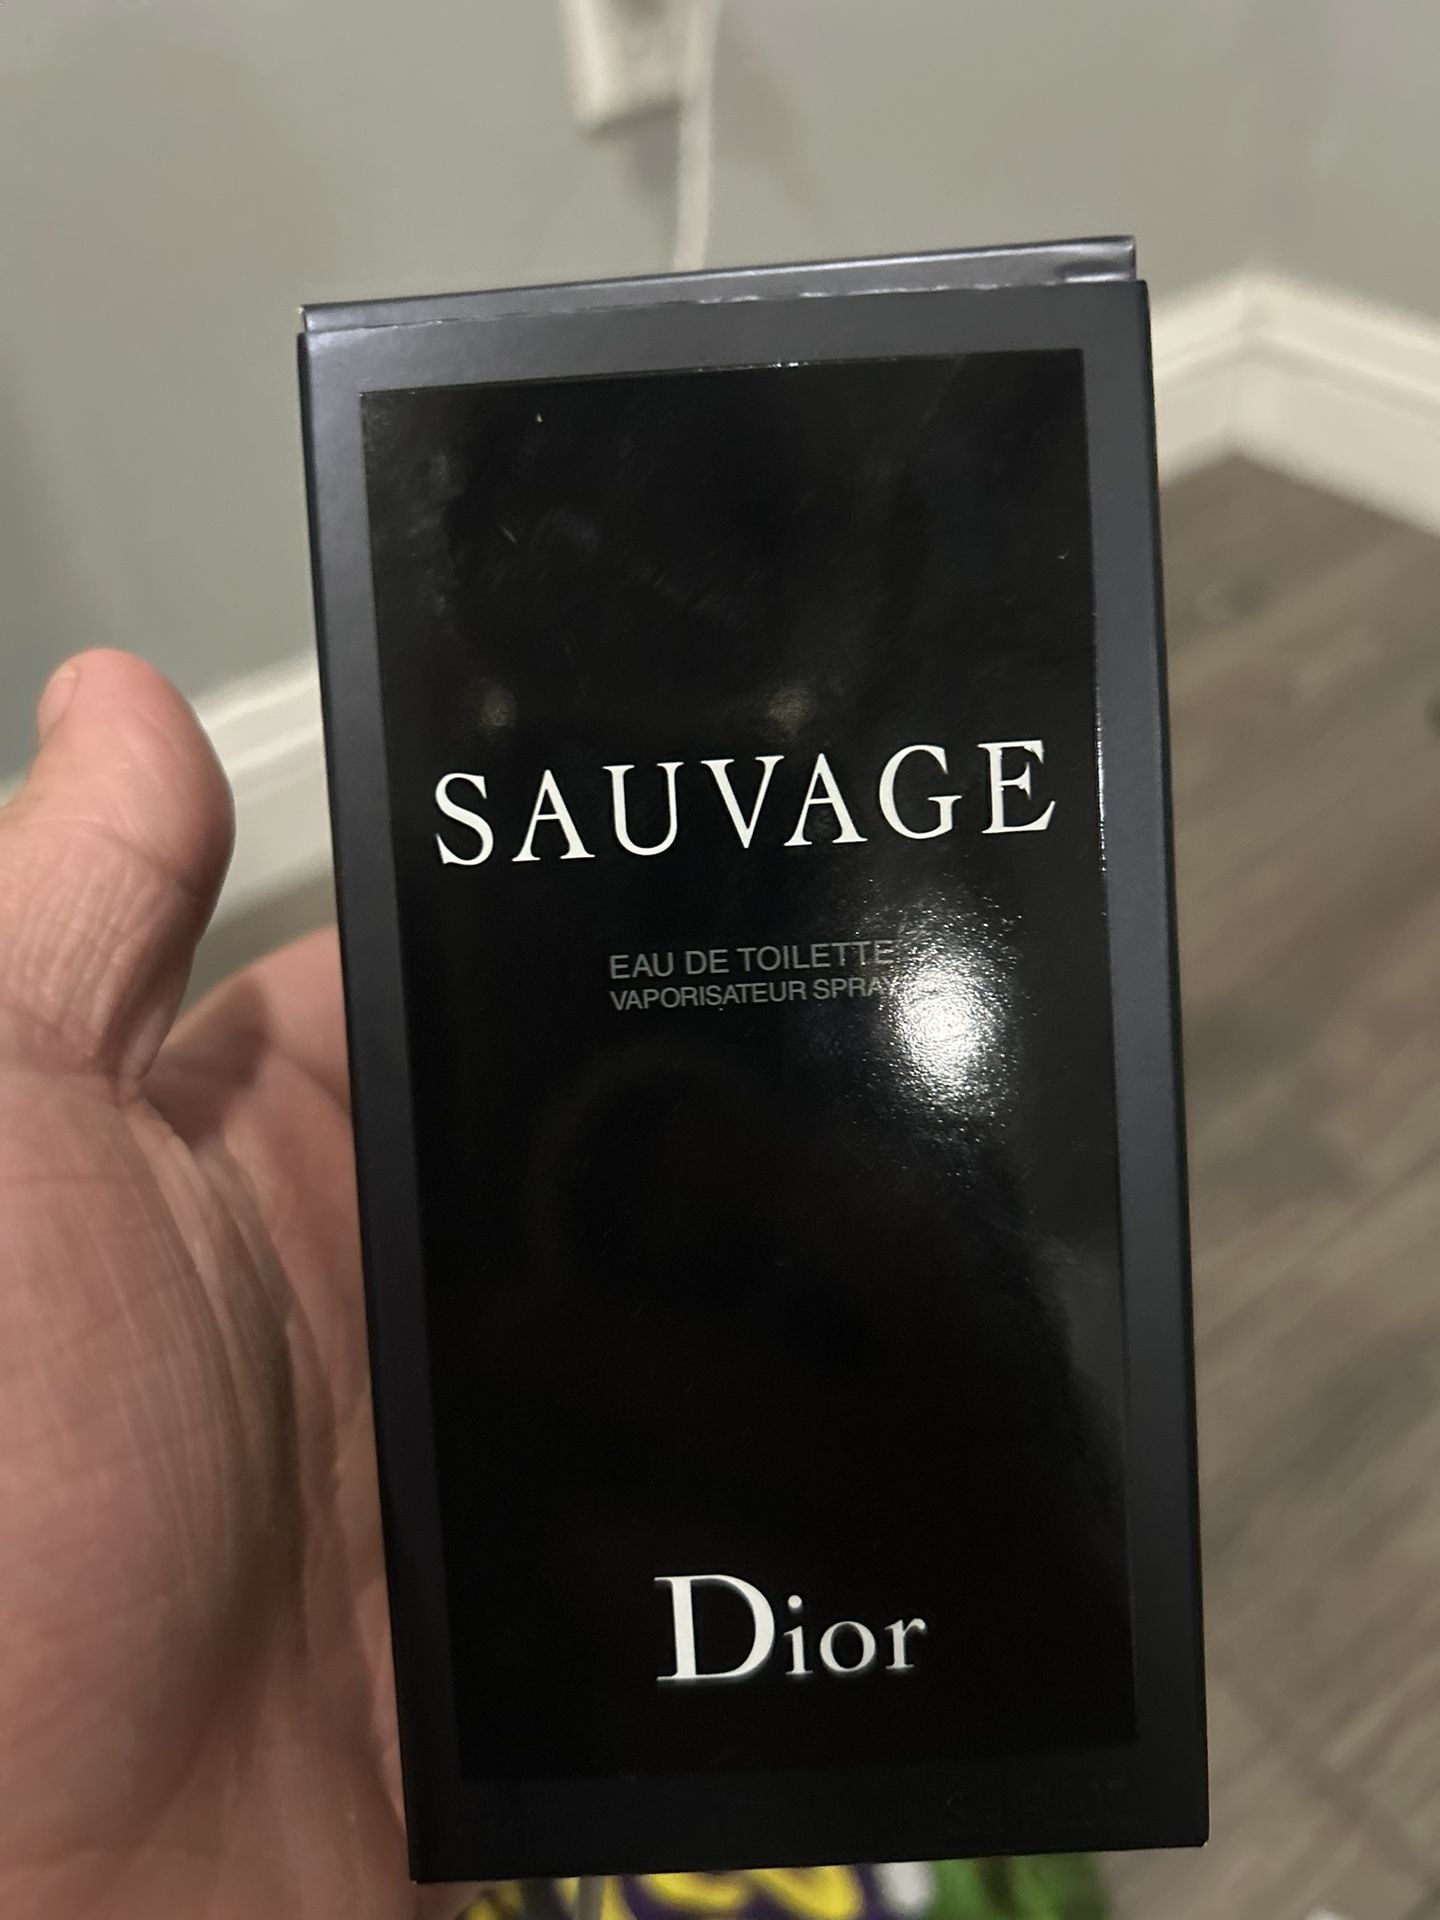 SAUVAGE
EAU DE TOILETTE
VAPORISATEUR SPRAY
Dior